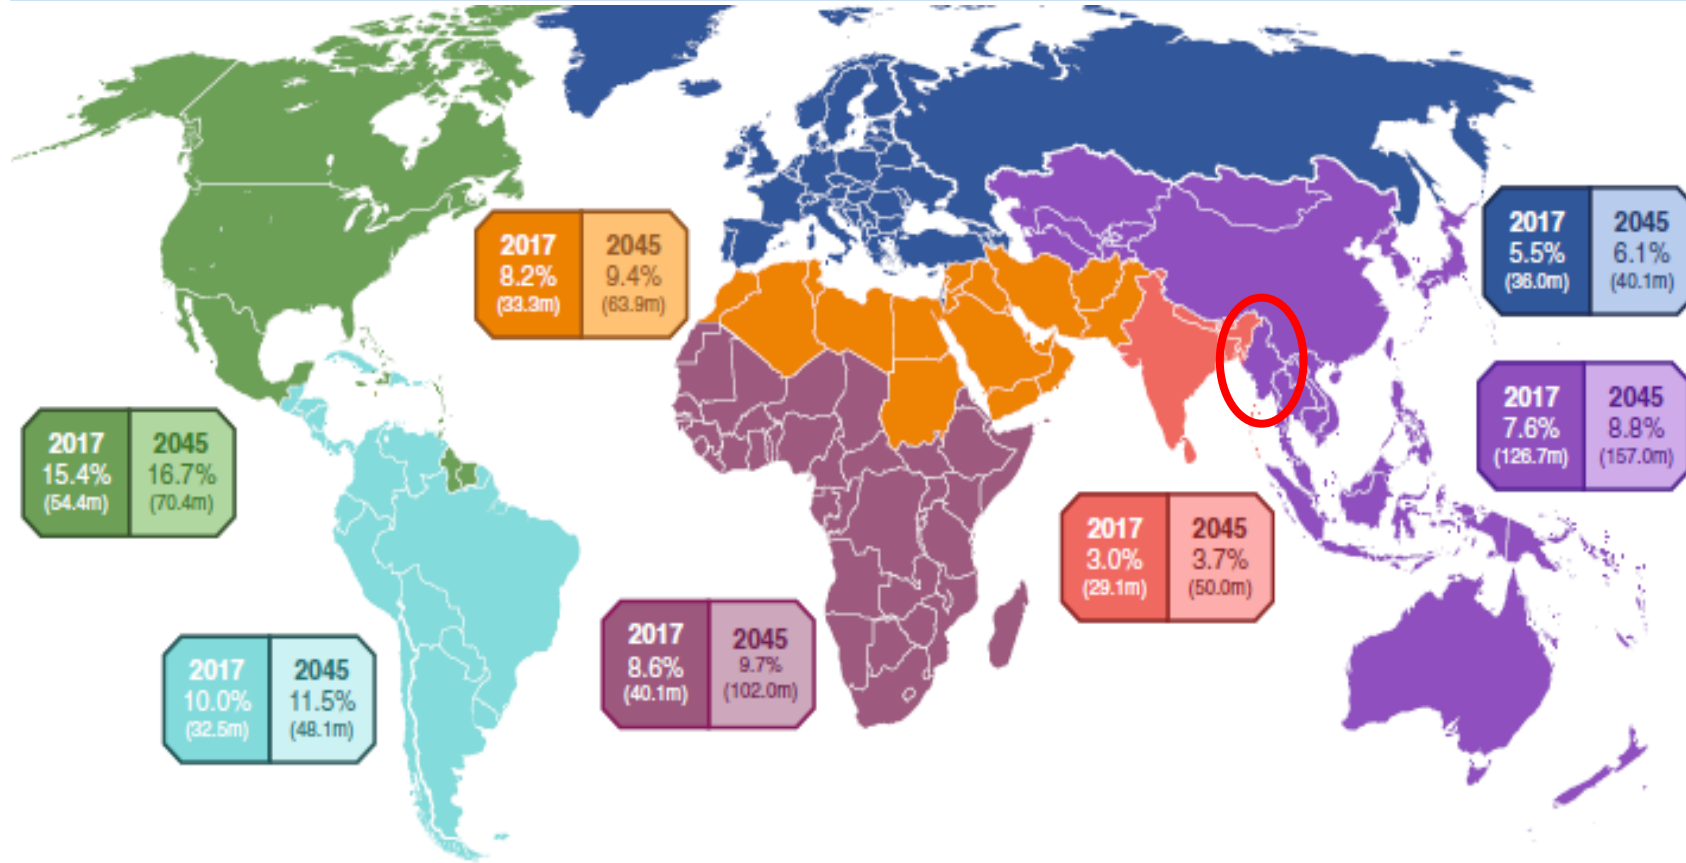 2017
8.2%
(33.3m)
2045
9.4%
(63.9m)
2017
5.5%
(36.0m)
2045
6.1%
(40.1m)
2017
15.4%
(54.4m)
2045
16.7%
(70.4m)
2017
7.6%
(126.7m)
2045
8.8%
(157.0m)
2017
3.0%
(29.1m)
2045
3.7%
(50.0m)
2017
8.6%
(40.1m)
2045
9.7%
(102.0m)
2017
10.0%
(32.5m)
2045
11.5%
(48.1m)